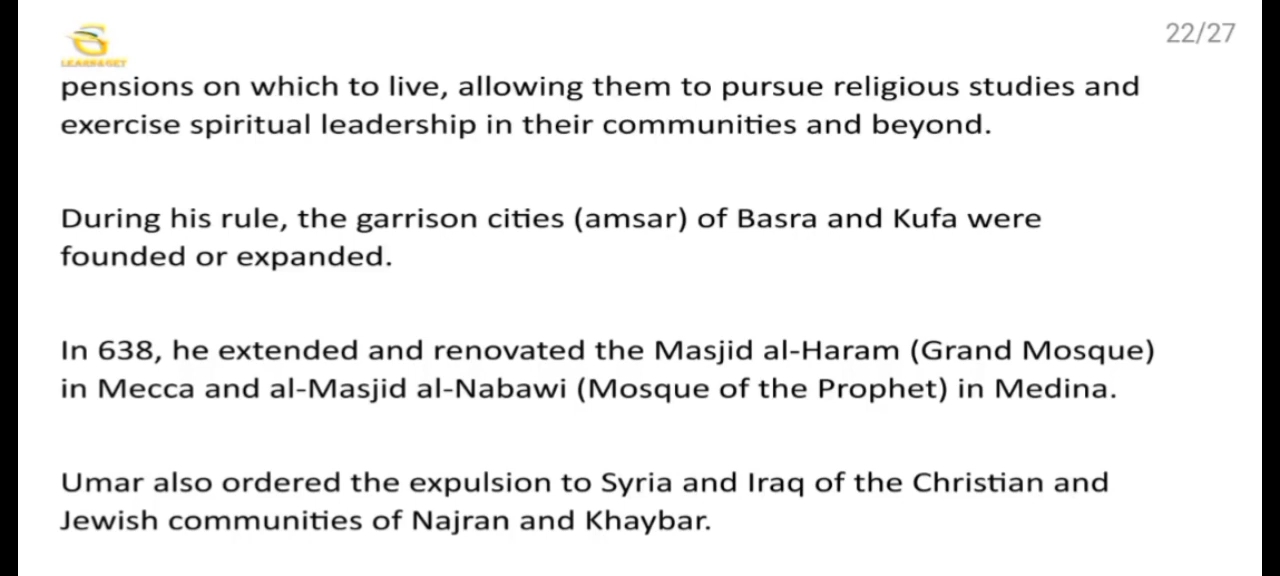 22/27
LEARN&GET
pensions on which to live, allowing them to pursue religious studies and
exercise spiritual leadership in their communities and beyond.
During his rule, the garrison cities (amsar) of Basra and Kufa were
founded or expanded.
In 638, he extended and renovated the Masjid al-Haram (Grand Mosque)
in Mecca and al-Masjid al-Nabawi (Mosque of the Prophet) in Medina.
Umar also ordered the expulsion to Syria and Iraq of the Christian and
Jewish communities of Najran and Khaybar.